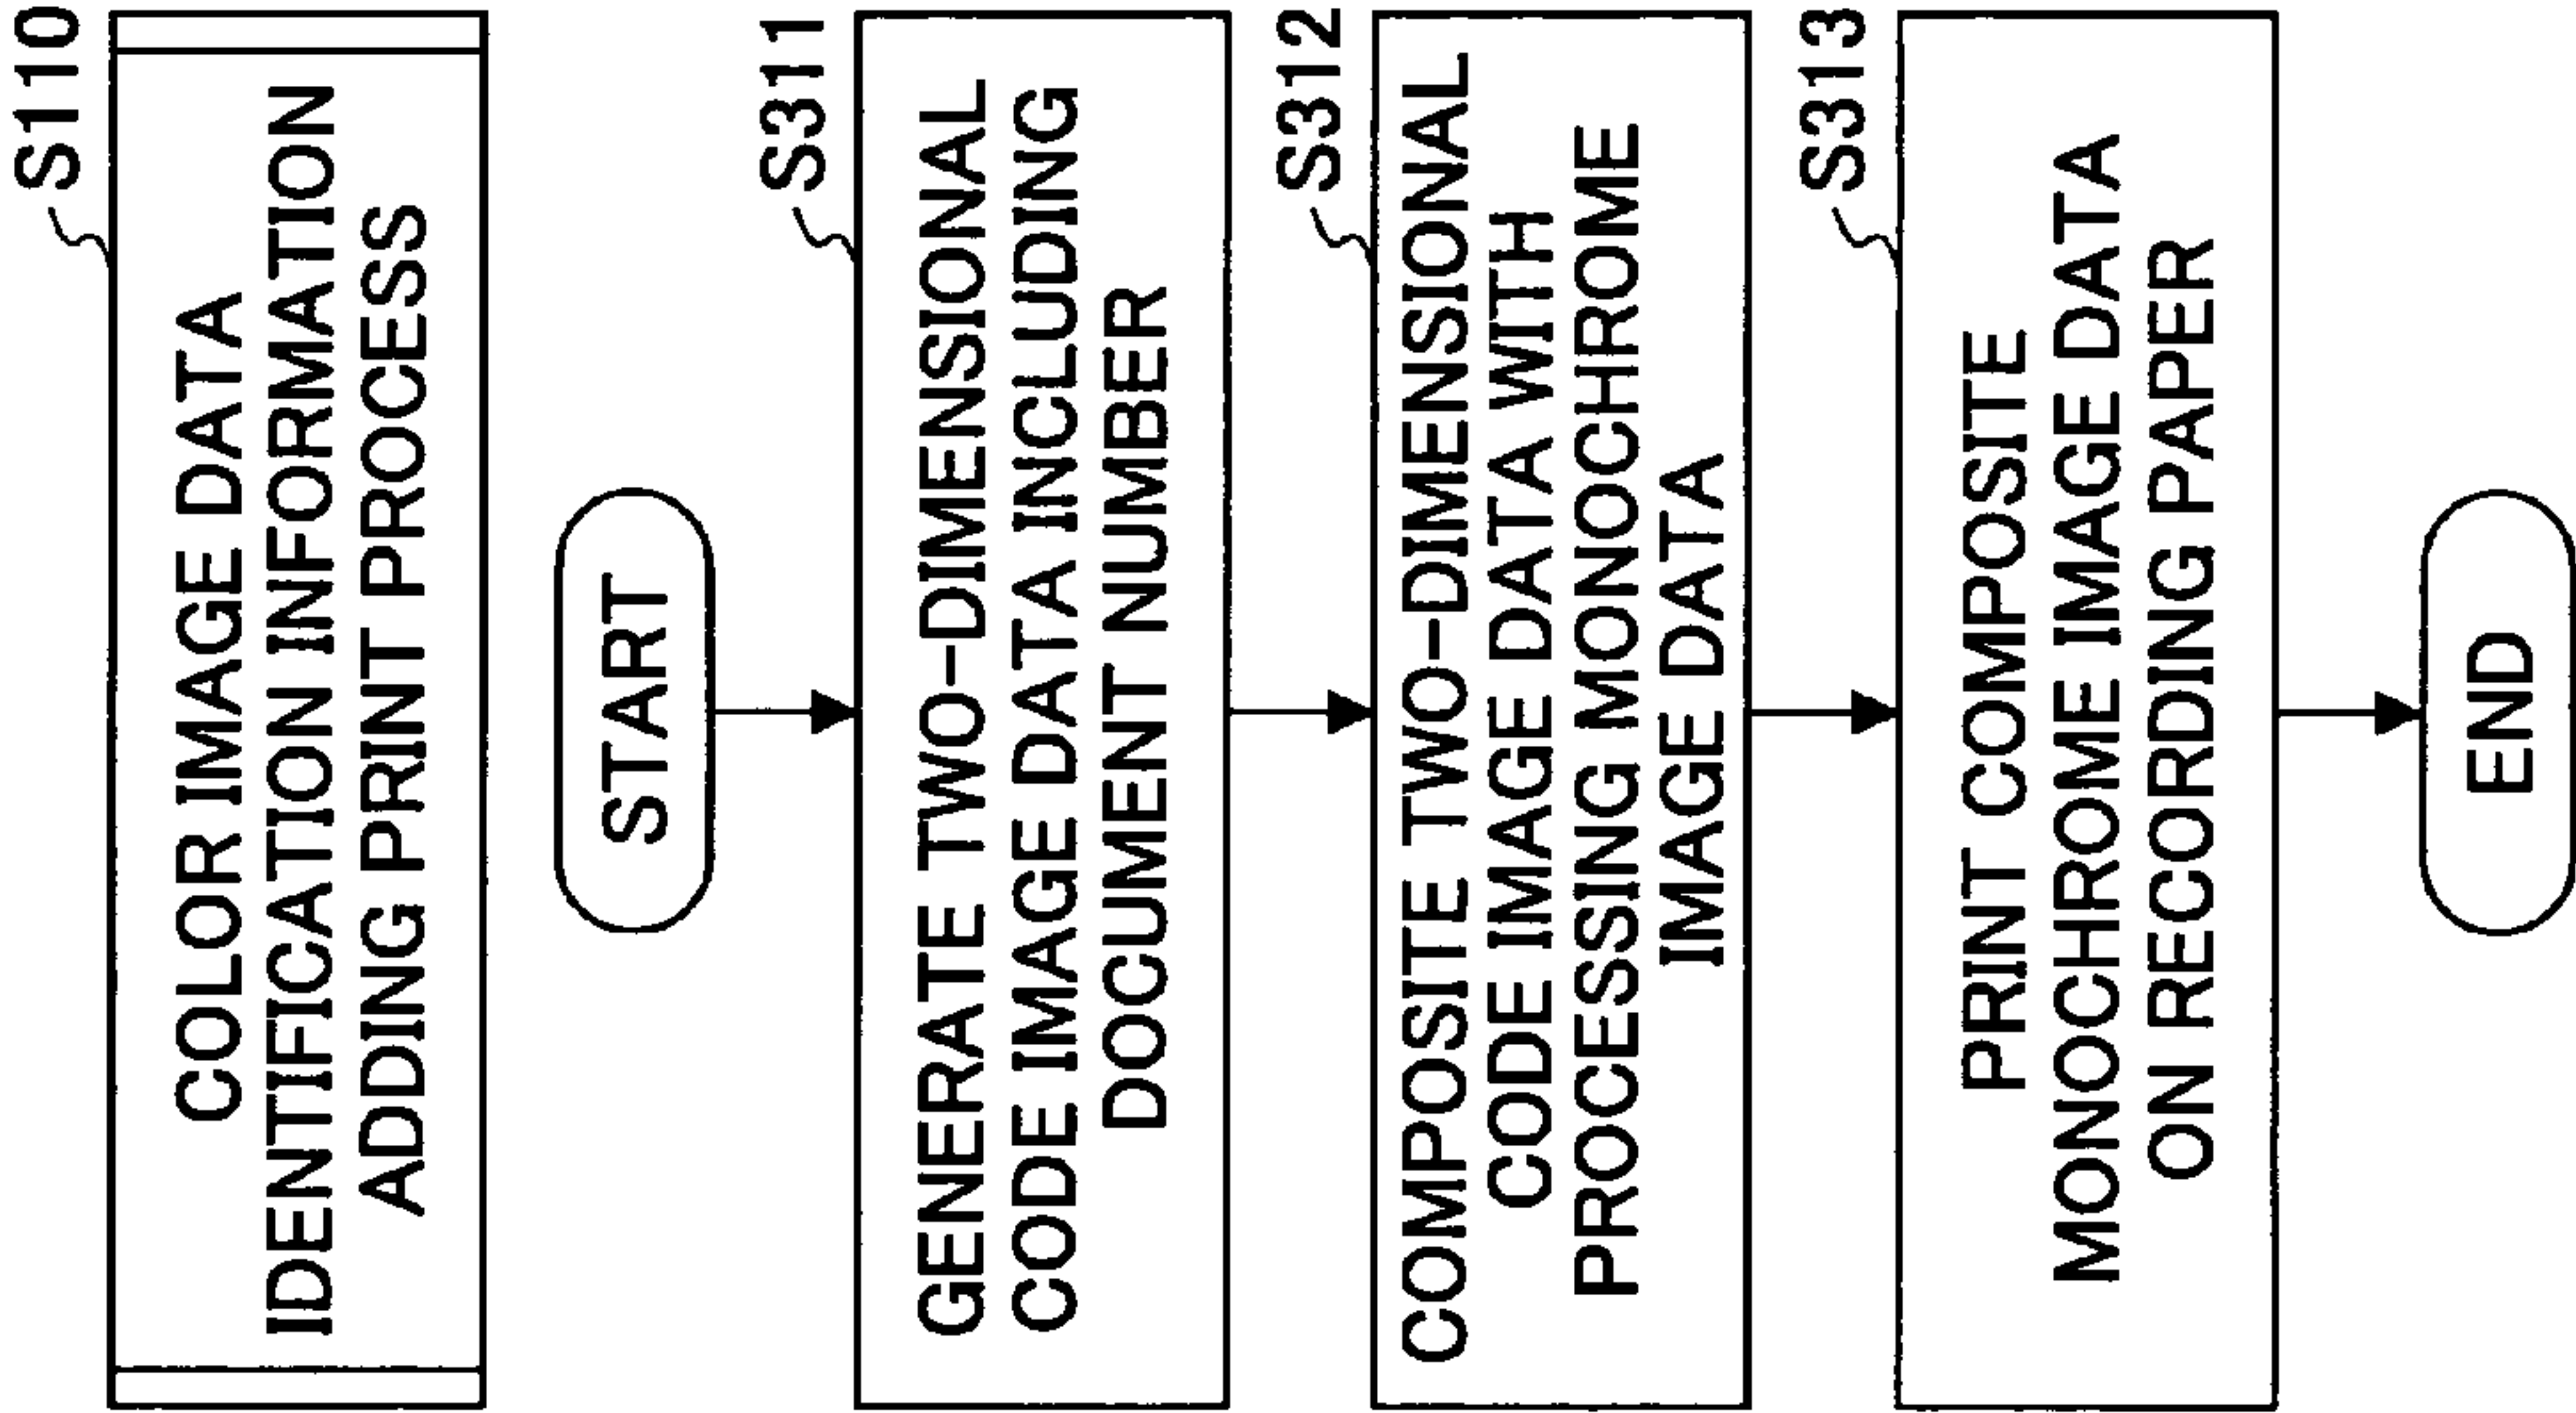 S110
COLOR IMAGE DATA
IDENTIFICATION INFORMATION
ADDING PRINT PROCESS
START
S311
GENERATE TWO-DIMENSIONAL
CODE IMAGE DATA INCLUDING
DOCUMENT NUMBER
S312
COMPOSITE TWO-DIMENSIONAL
CODE IMAGE DATA WITH
PROCESSING MONOCHROME
IMAGE DATA
S313
PRINT COMPOSITE
MONOCHROME IMAGE DATA
ON RECORDING PAPER
END